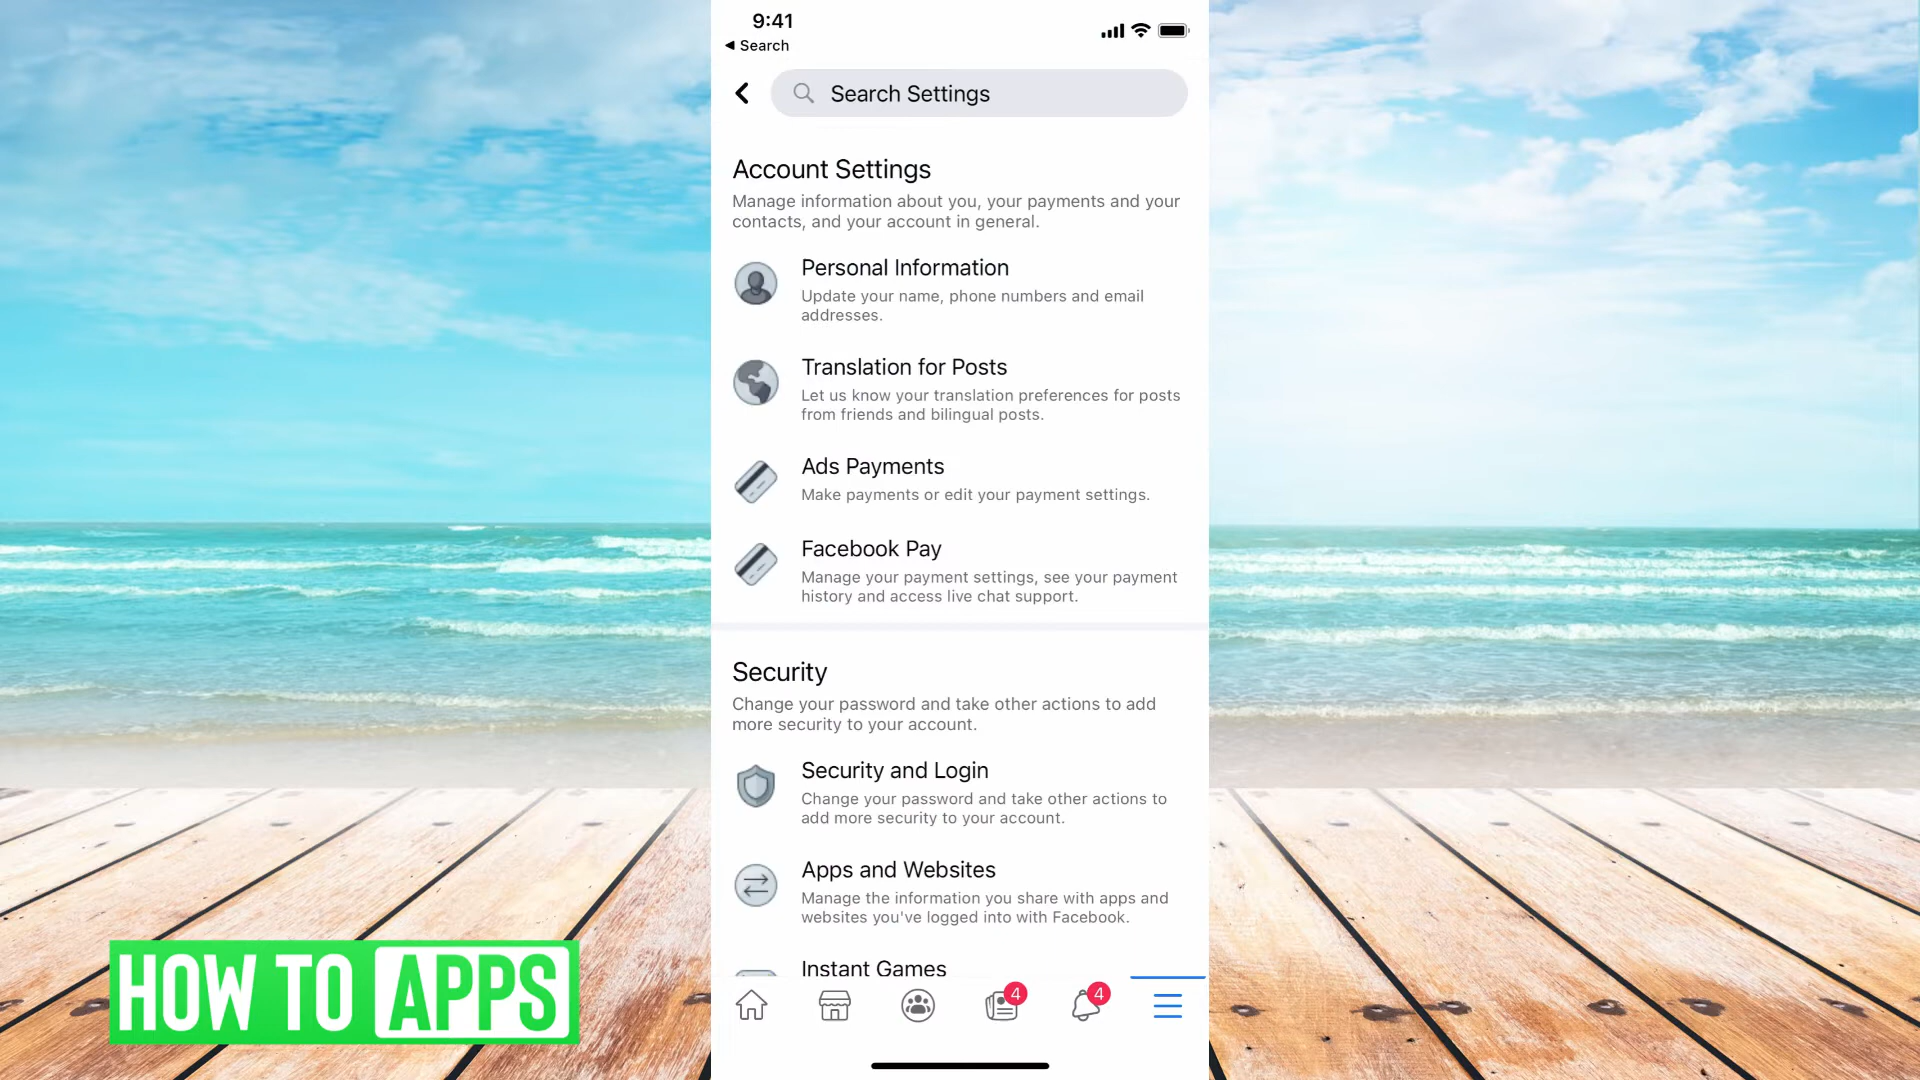 9:41
◀ Search
Search Settings
Account Settings
Manage information about you, your payments and your
contacts, and your account in general.
Personal Information
Update your name, phone numbers and email
addresses.
Translation for Posts
Let us know your translation preferences for posts
from friends and bilingual posts.
Ads Payments
Make payments or edit your payment settings.
Facebook Pay
Manage your payment settings, see your payment
history and access live chat support.
Security
Change your password and take other actions to add
more security to your account.
Security and Login
Change your password and take other actions to
add more security to your account.
Apps and Websites
Manage the information you share with apps and
websites you've logged into with Facebook.
Instant Games
4 4
HOW TO APPS